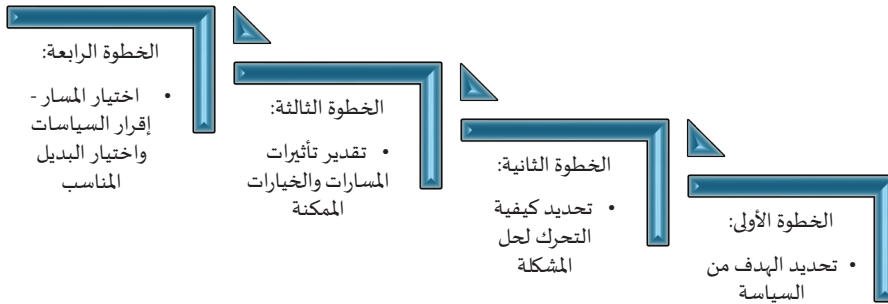 الخطوة الأولى:
• تحديد الهدف من
السياسة
الخطوة الثانية:
• تحديد كيفية
التحرك لحل
المشكلة
الخطوة الثالثة:
• تقدير تأثيرات
المسارات والخيارات
الممكنة
الخطوة الرابعة:
• اختيار المسار -
إقرار السياسات
واختيار البديل
المناسب